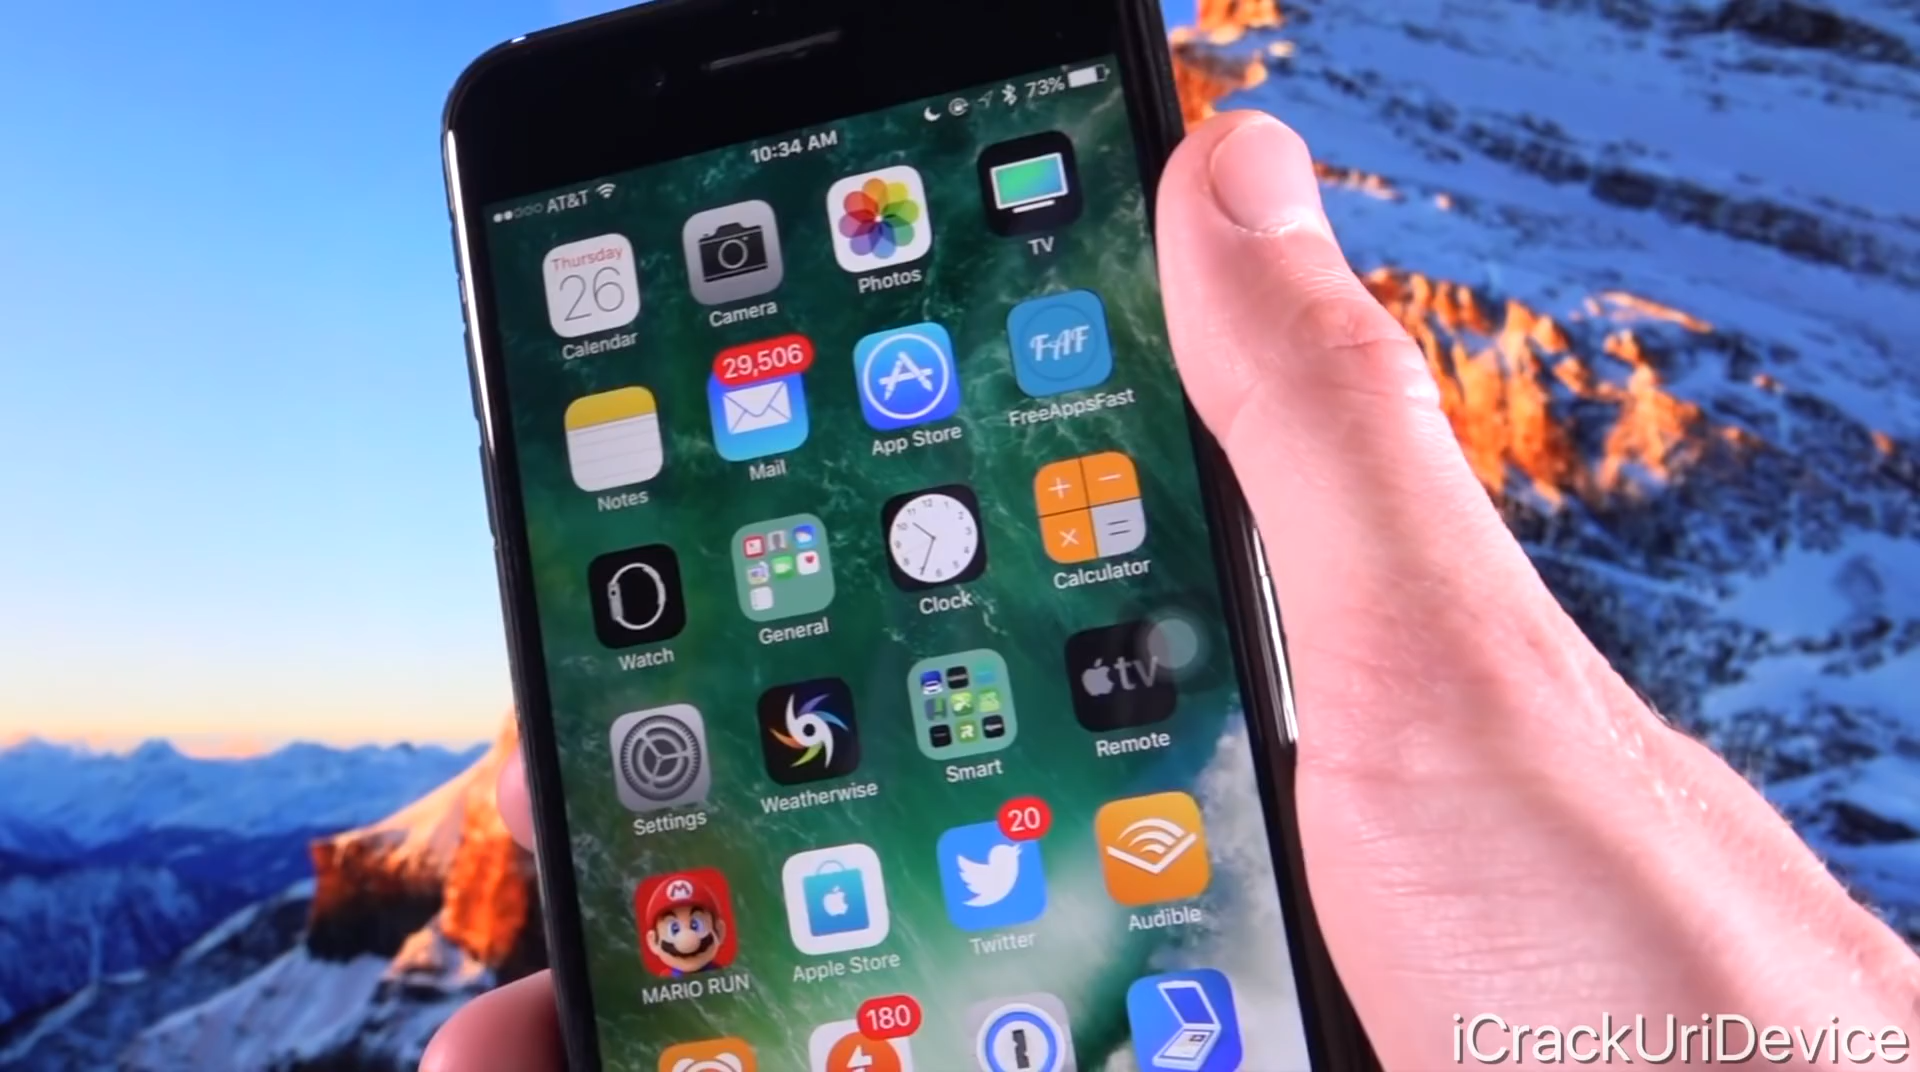 ●●○○○ AT&T
10:34 AM
73%
Thursday
26
Calendar
Camera
Photos
TV
Notes
29,506
Mail
App Store
FAF
FreeAppsFast
Watch
General
Clock
Calculator
Settings
Weatherwise
Smart
tv
Remote
M
MARIO RUN
Apple Store
20
Twitter
Audible
180
iCrackUriDevice